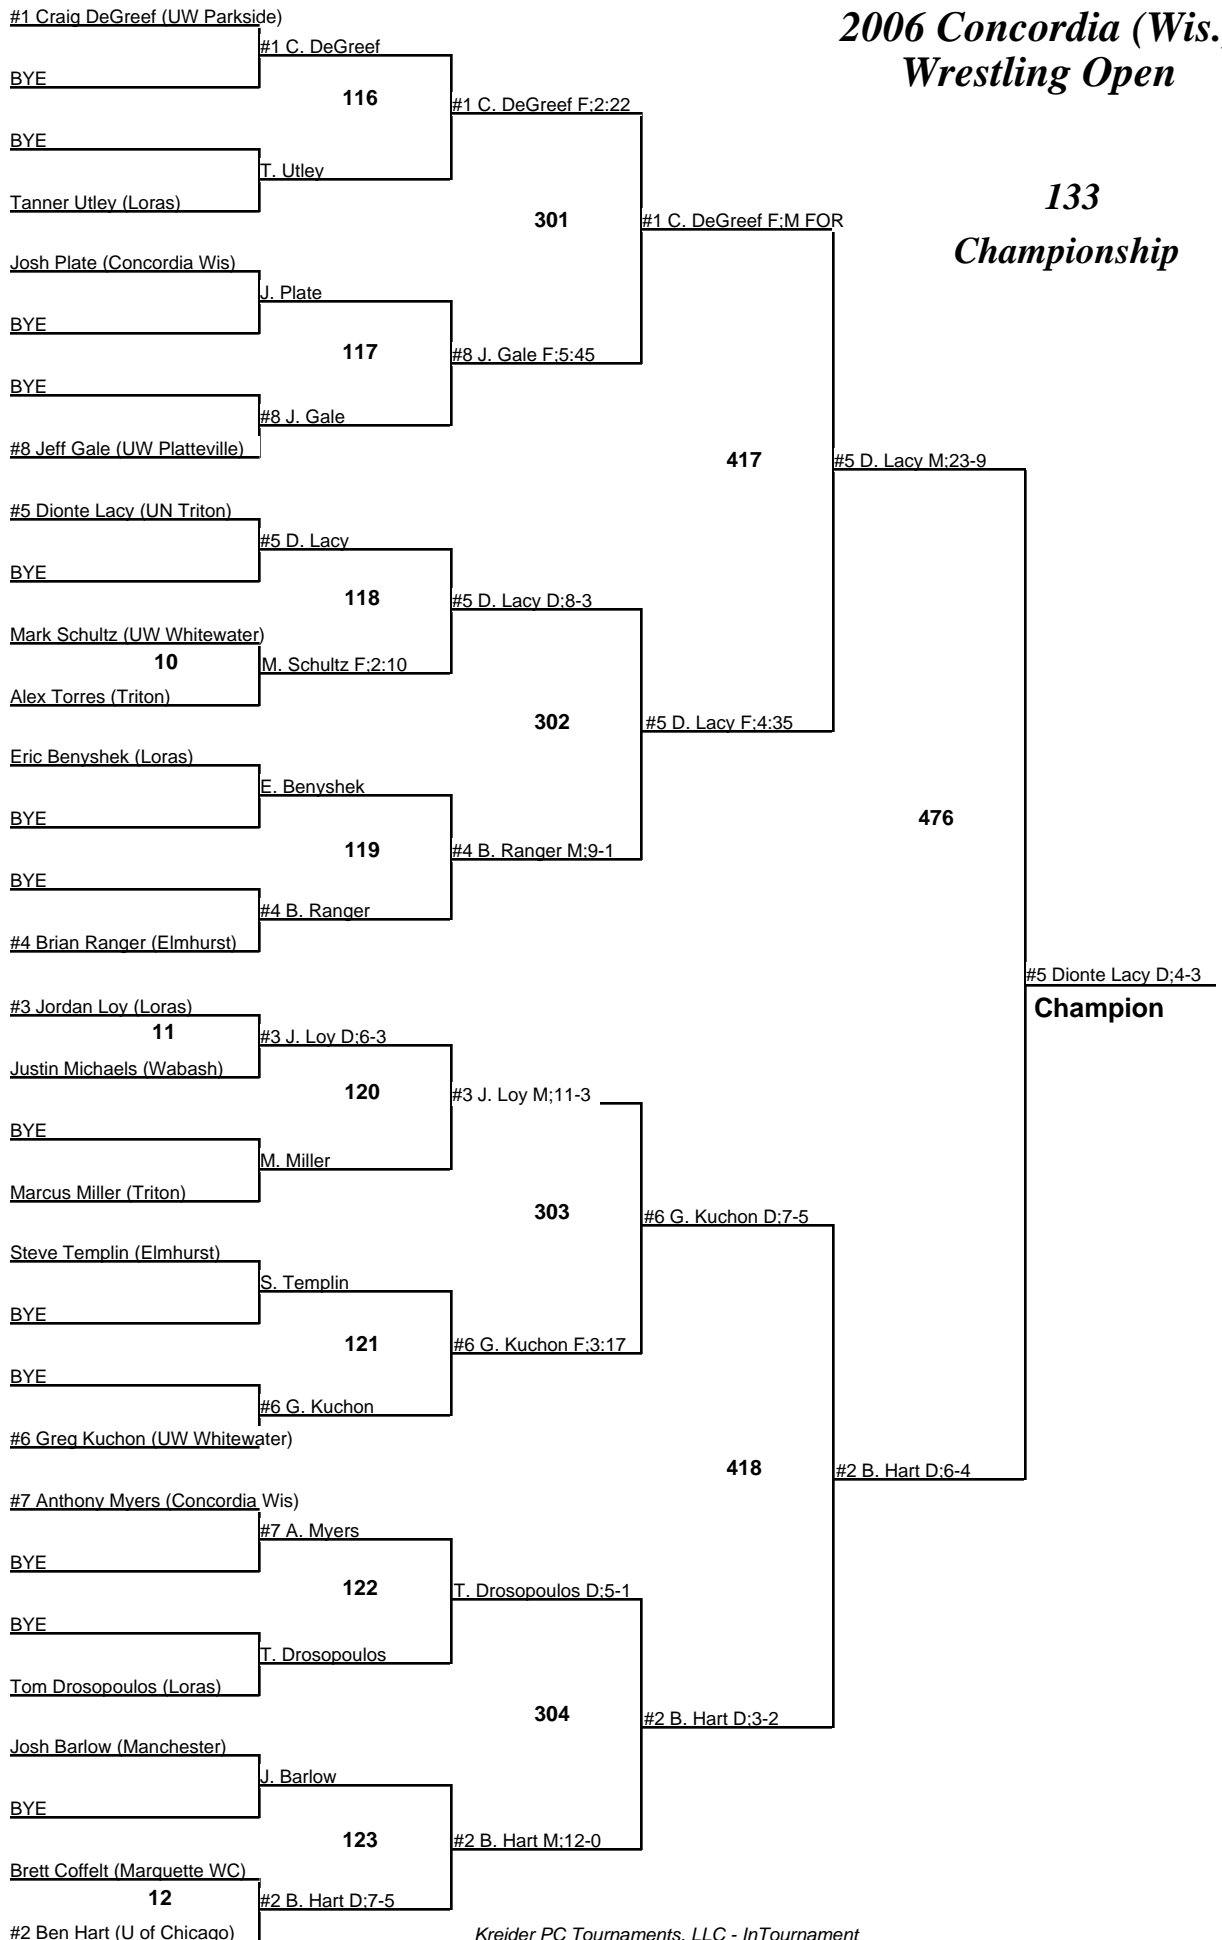 2006 Concordia (Wis.)
Wrestling Open
133
Championship
#1 Craig DeGreef (UW Parkside)
BYE
BYE
Tanner Utley (Loras)
Josh Plate (Concordia Wis)
BYE
BYE
#8 Jeff Gale (UW Platteville)
#5 Dionte Lacy (UN Triton)
BYE
Mark Schultz (UW Whitewater)
10
Alex Torres (Triton)
Eric Benyshek (Loras)
BYE
BYE
#4 Brian Ranger (Elmhurst)
#3 Jordan Loy (Loras)
11
Justin Michaels (Wabash)
BYE
Marcus Miller (Triton)
Steve Templin (Elmhurst)
BYE
BYE
#6 Greg Kuchon (UW Whitewater)
#7 Anthony Myers (Concordia Wis)
BYE
BYE
Tom Drosopoulos (Loras)
Josh Barlow (Manchester)
BYE
Brett Coffelt (Marquette WC)
12
#2 Ben Hart (U of Chicago)
#1 C. DeGreef
116
T. Utley
J. Plate
117
#8 J. Gale
#5 D. Lacy
118
M. Schultz F;2:10
E. Benyshek
119
#4 B. Ranger
#3 J. Loy D;6-3
120
M. Miller
S. Templin
121
#6 G. Kuchon
#7 A. Myers
122
T. Drosopoulos
J. Barlow
123
#2 B. Hart D;7-5
#1 C. DeGreef F;2:22
301
#8 J. Gale F;5:45
#5 D. Lacy D;8-3
302
#4 B. Ranger M;9-1
#3 J. Loy M;11-3
303
#6 G. Kuchon F;3:17
T. Drosopoulos D;5-1
304
#2 B. Hart M;12-0
#1 C. DeGreef F;M FOR
417
#5 D. Lacy F;4:35
#6 G. Kuchon D;7-5
418
#2 B. Hart D;3-2
#5 D. Lacy M;23-9
476
#2 B. Hart D;6-4
#5 Dionte Lacy D;4-3
Champion
Kreider PC Tournaments, LLC - InTournament